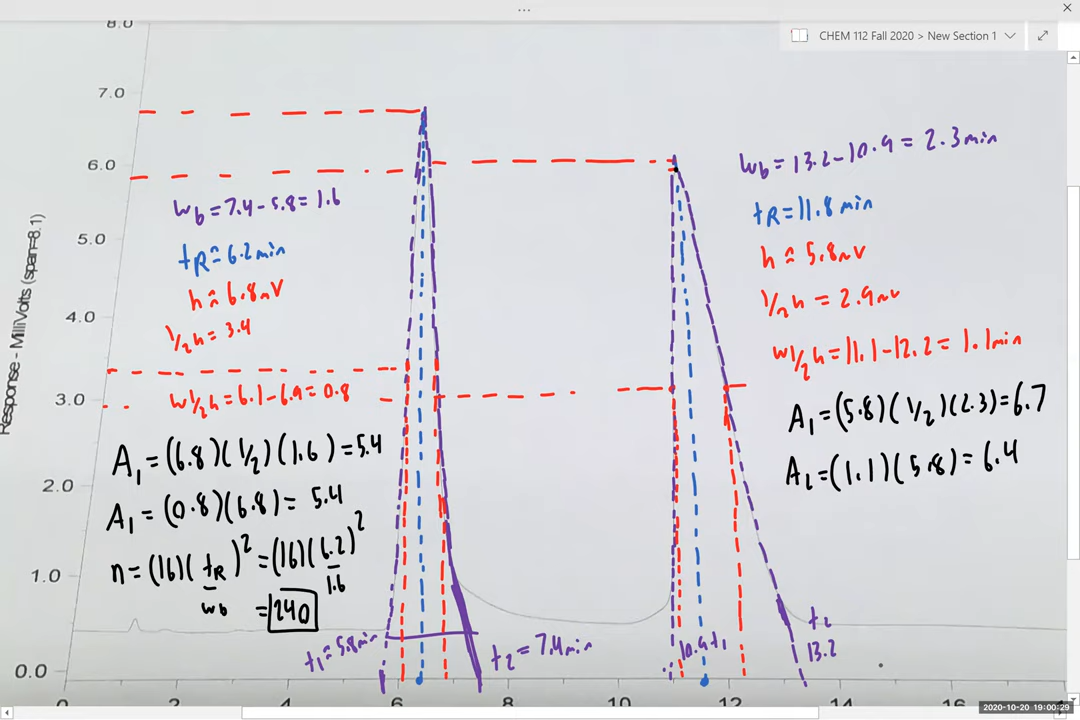 CHEM 112 Fall 2020 > New Section 1
8.0
7.0
6.0
5.0
4.0
3.0
2.0
1.0
0.0
Response - MilliVolts (span=8.1)
Wb = 7.4 - 5.8 = 1.6
tR ≈ 6.2 min
h ≈ 6.8 mV
1/2 h = 3.4
W1/2 h = 6.1 - 6.9 = 0.8
A1 = (6.8)(1/2)(1.6) = 5.4
A1 = (0.8)(6.8) = 5.4
n = (16)(tR/Wb)² = (16)(6.2/1.6)²
= 240
t1 ≈ 5.8 min
t2 = 7.4 min
Wb = 13.2 - 10.9 = 2.3 min
tR = 11.8 min
h ≈ 5.8 mV
1/2 h = 2.9 mV
W1/2 h = 11.1 - 12.2 = 1.1 min
A1 = (5.8)(1/2)(2.3) = 6.7
A2 = (1.1)(5.8) = 6.4
10.9 t1
t2
13.2
0 2 4 6 8 10 12 14 16
2020-10-20 19:00:29